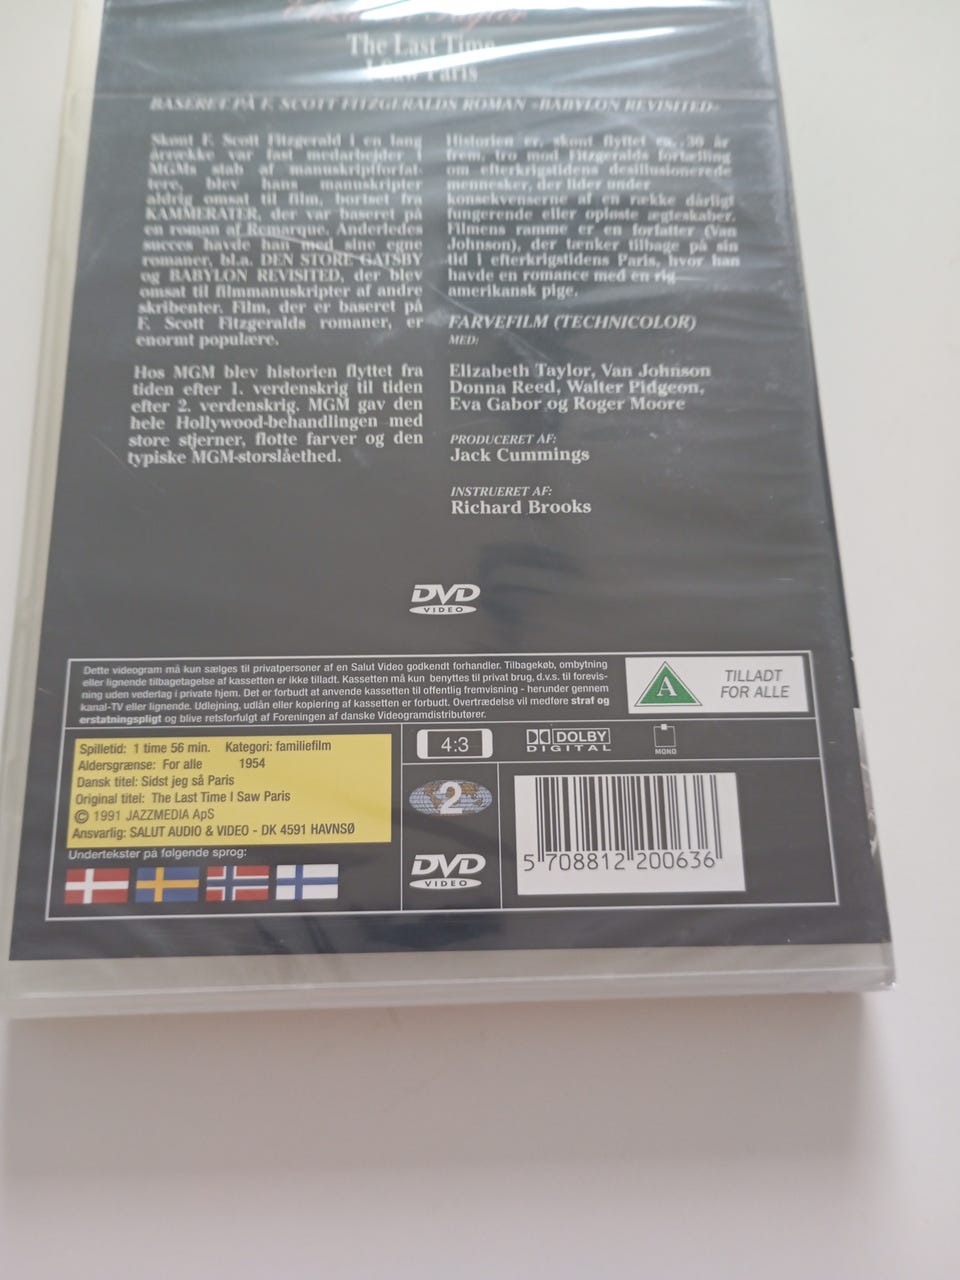 Elizabeth Taylor
The Last Time
I Saw Paris
BASERET PÅ F. SCOTT FITZGERALDS ROMAN »BABYLON REVISITED«
Skønt F. Scott Fitzgerald i en lang
årrække var fast medarbejder i
MGMs stab af manuskriptforfat-
tere, blev hans manuskripter
aldrig omsat til film, bortset fra
KAMMERATER, der var baseret på
en roman af Remarque. Anderledes
succes havde han med sine egne
romaner, bl.a. DEN STORE GATSBY
og BABYLON REVISITED, der blev
omsat til filmmanuskripter af andre
skribenter. Film, der er baseret på
F. Scott Fitzgeralds romaner, er
enormt populære.
Hos MGM blev historien flyttet fra
tiden efter 1. verdenskrig til tiden
efter 2. verdenskrig. MGM gav den
hele Hollywood-behandlingen med
store stjerner, flotte farver og den
typiske MGM-storslåethed.
Historien er, skønt flyttet ca. 30 år
frem, tro mod Fitzgeralds fortælling
om efterkrigstidens desillusionerede
mennesker, der lider under
konsekvenserne af en række dårligt
fungerende eller opløste ægteskaber.
Filmens ramme er en forfatter (Van
Johnson), der tænker tilbage på sin
tid i efterkrigstidens Paris, hvor han
havde en romance med en rig
amerikansk pige.
FARVEFILM (TECHNICOLOR)
MED:
Elizabeth Taylor, Van Johnson
Donna Reed, Walter Pidgeon,
Eva Gabor og Roger Moore
PRODUCERET AF:
Jack Cummings
INSTRUERET AF:
Richard Brooks
DVD
VIDEO
Dette videogram må kun sælges til privatpersoner af en Salut Video godkendt forhandler. Tilbagekøb, ombytning
eller lignende tilbagetagelse af kassetten er ikke tilladt. Kassetten må kun benyttes til privat brug, d.v.s. til forevis-
ning uden vederlag i private hjem. Det er forbudt at anvende kassetten til offentlig fremvisning - herunder gennem
kanal-TV eller lignende. Udlejning, udlån eller kopiering af kassetten er forbudt. Overtrædelse vil medføre straf og
erstatningspligt og blive retsforfulgt af Foreningen af danske Videogramdistributører.
A
TILLADT
FOR ALLE
Spilletid: 1 time 56 min. Kategori: familiefilm
Aldersgrænse: For alle 1954
Dansk titel: Sidst jeg så Paris
Original titel: The Last Time I Saw Paris
© 1991 JAZZMEDIA ApS
Ansvarlig: SALUT AUDIO & VIDEO - DK 4591 HAVNSØ
Undertekster på følgende sprog:
4:3
DOLBY
DIGITAL
MONO
2
DVD
VIDEO
5 708812 200636